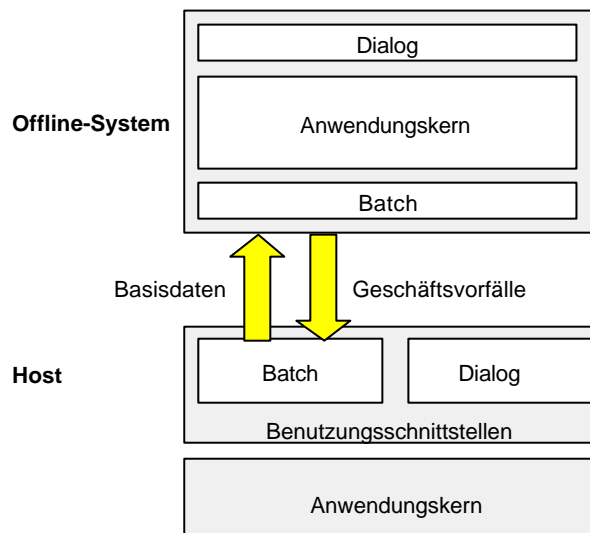 Dialog
Offline-System
Anwendungskern
Batch
Basisdaten
Geschäftsvorfälle
Host
Batch
Dialog
Benutzungsschnittstellen
Anwendungskern